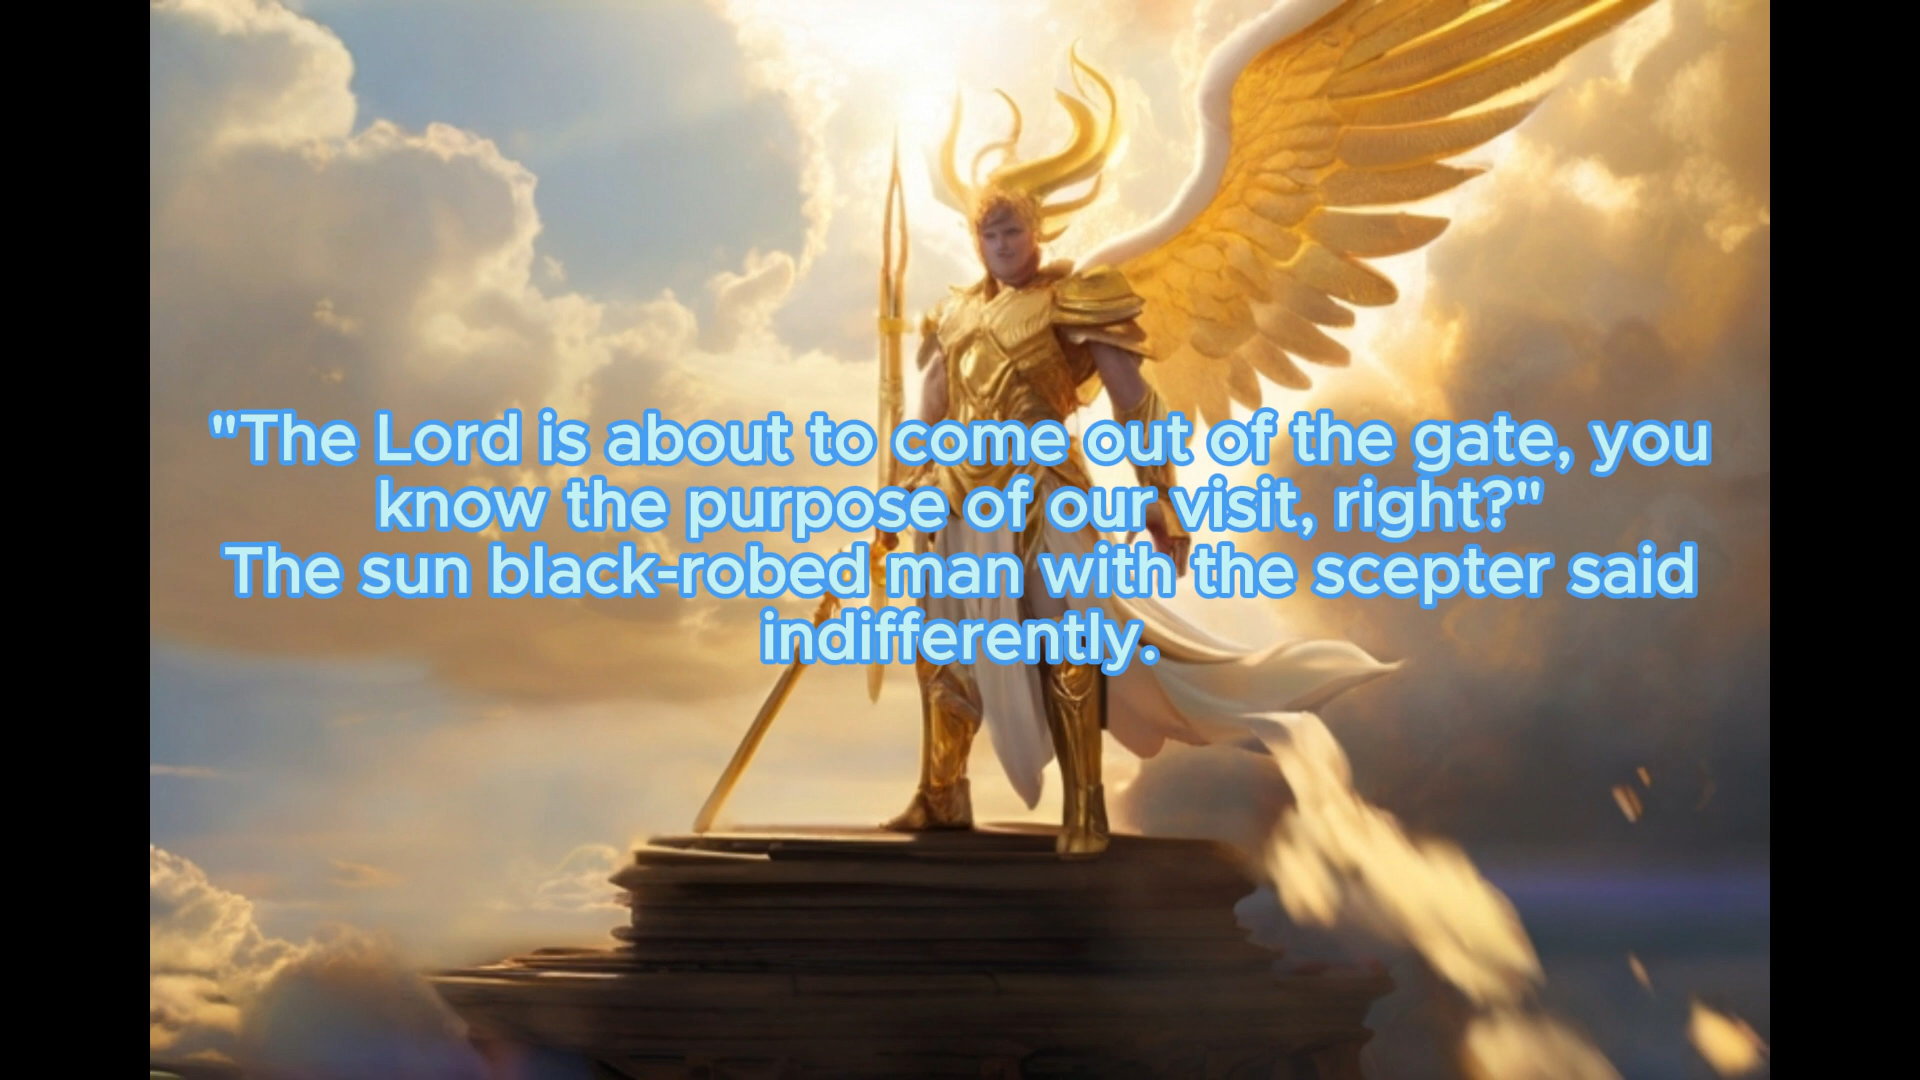 "The Lord is about to come out of the gate, you
know the purpose of our visit, right?"
The sun black-robed man with the scepter said
indifferently.